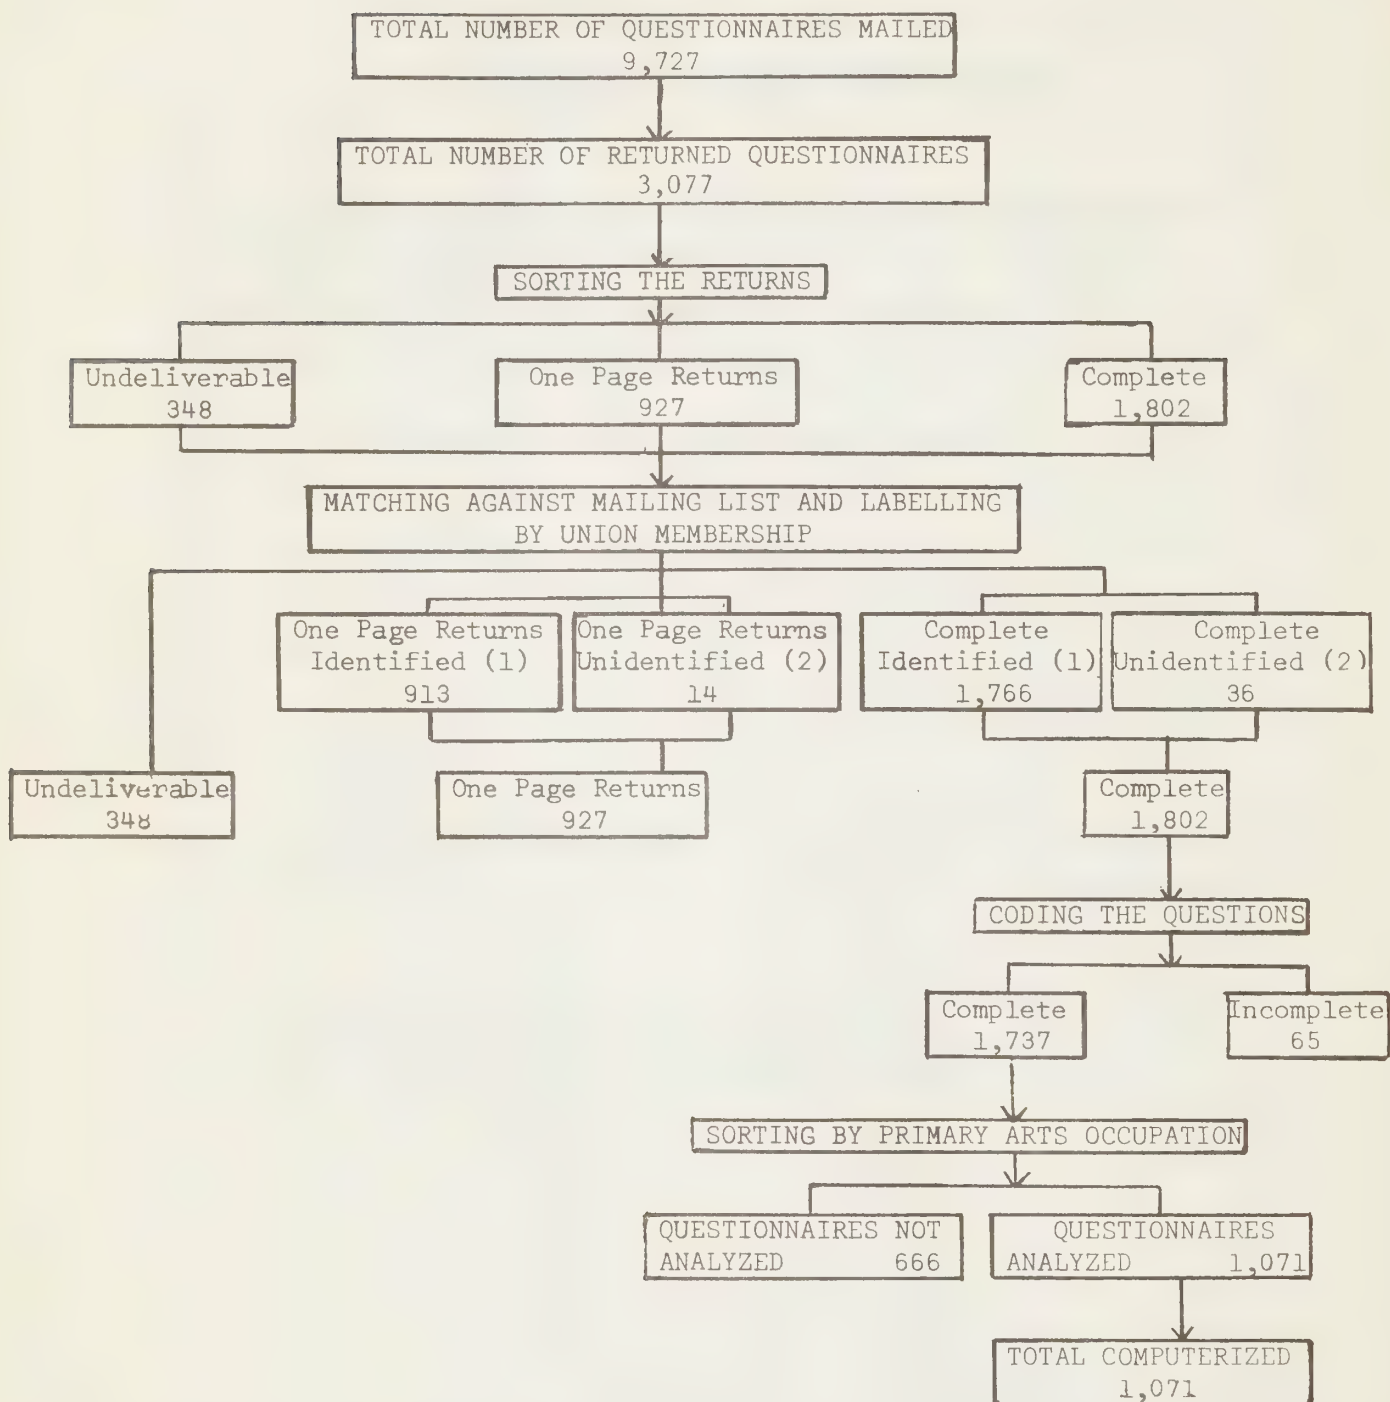 TOTAL NUMBER OF QUESTIONNAIRES MAILED
9,727
TOTAL NUMBER OF RETURNED QUESTIONNAIRES
3,077
SORTING THE RETURNS
Undeliverable
348
One Page Returns
927
Complete
1,802
MATCHING AGAINST MAILING LIST AND LABELLING
BY UNION MEMBERSHIP
One Page Returns
Identified (1)
913
One Page Returns
Unidentified (2)
14
Complete
Identified (1)
1,766
Complete
Unidentified (2)
36
Undeliverable
348
One Page Returns
927
Complete
1,802
CODING THE QUESTIONS
Complete
1,737
Incomplete
65
SORTING BY PRIMARY ARTS OCCUPATION
QUESTIONNAIRES NOT
ANALYZED 666
QUESTIONNAIRES
ANALYZED 1,071
TOTAL COMPUTERIZED
1,071